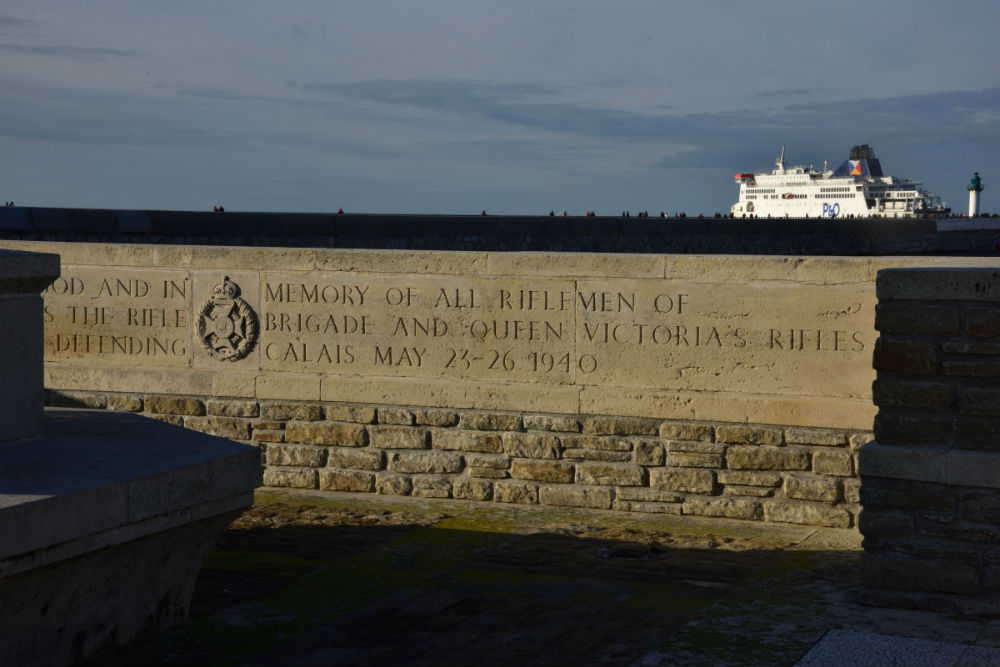 OD AND IN MEMORY OF ALL RIFLEMEN OF
S THE RIFLE BRIGADE AND QUEEN VICTORIA'S RIFLES
DEFENDING CALAIS MAY 23-26 1940
P&O